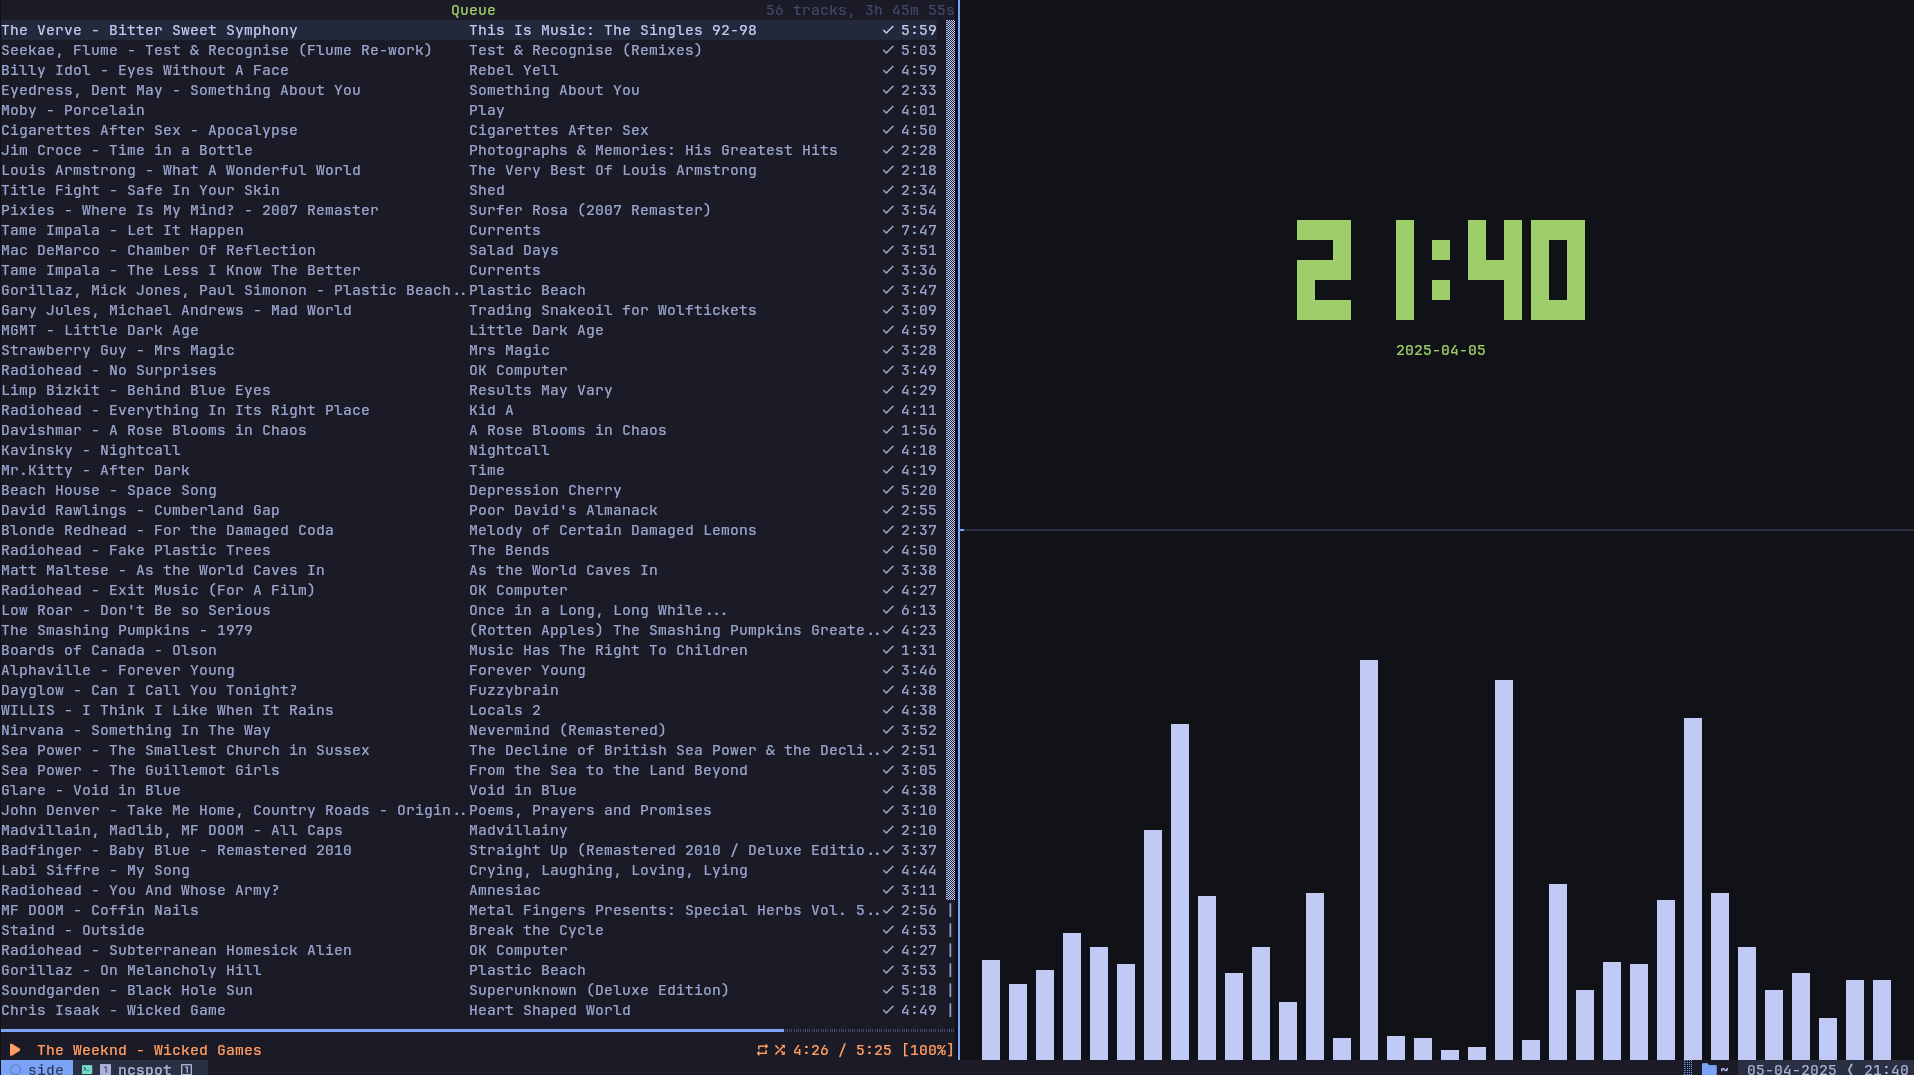 Queue 56 tracks, 3h 45m 55s
The Verve - Bitter Sweet Symphony This Is Music: The Singles 92-98 ✓ 5:59
Seekae, Flume - Test & Recognise (Flume Re-work) Test & Recognise (Remixes) ✓ 5:03
Billy Idol - Eyes Without A Face Rebel Yell ✓ 4:59
Eyedress, Dent May - Something About You Something About You ✓ 2:33
Moby - Porcelain Play ✓ 4:01
Cigarettes After Sex - Apocalypse Cigarettes After Sex ✓ 4:50
Jim Croce - Time in a Bottle Photographs & Memories: His Greatest Hits ✓ 2:28
Louis Armstrong - What A Wonderful World The Very Best Of Louis Armstrong ✓ 2:18
Title Fight - Safe In Your Skin Shed ✓ 2:34
Pixies - Where Is My Mind? - 2007 Remaster Surfer Rosa (2007 Remaster) ✓ 3:54
Tame Impala - Let It Happen Currents ✓ 7:47
Mac DeMarco - Chamber Of Reflection Salad Days ✓ 3:51
Tame Impala - The Less I Know The Better Currents ✓ 3:36
Gorillaz, Mick Jones, Paul Simonon - Plastic Beach.. Plastic Beach ✓ 3:47
Gary Jules, Michael Andrews - Mad World Trading Snakeoil for Wolftickets ✓ 3:09
MGMT - Little Dark Age Little Dark Age ✓ 4:59
Strawberry Guy - Mrs Magic Mrs Magic ✓ 3:28
Radiohead - No Surprises OK Computer ✓ 3:49
Limp Bizkit - Behind Blue Eyes Results May Vary ✓ 4:29
Radiohead - Everything In Its Right Place Kid A ✓ 4:11
Davishmar - A Rose Blooms in Chaos A Rose Blooms in Chaos ✓ 1:56
Kavinsky - Nightcall Nightcall ✓ 4:18
Mr.Kitty - After Dark Time ✓ 4:19
Beach House - Space Song Depression Cherry ✓ 5:20
David Rawlings - Cumberland Gap Poor David's Almanack ✓ 2:55
Blonde Redhead - For the Damaged Coda Melody of Certain Damaged Lemons ✓ 2:37
Radiohead - Fake Plastic Trees The Bends ✓ 4:50
Matt Maltese - As the World Caves In As the World Caves In ✓ 3:38
Radiohead - Exit Music (For A Film) OK Computer ✓ 4:27
Low Roar - Don't Be so Serious Once in a Long, Long While... ✓ 6:13
The Smashing Pumpkins - 1979 (Rotten Apples) The Smashing Pumpkins Greate.. ✓ 4:23
Boards of Canada - Olson Music Has The Right To Children ✓ 1:31
Alphaville - Forever Young Forever Young ✓ 3:46
Dayglow - Can I Call You Tonight? Fuzzybrain ✓ 4:38
WILLIS - I Think I Like When It Rains Locals 2 ✓ 4:38
Nirvana - Something In The Way Nevermind (Remastered) ✓ 3:52
Sea Power - The Smallest Church in Sussex The Decline of British Sea Power & the Decli.. ✓ 2:51
Sea Power - The Guillemot Girls From the Sea to the Land Beyond ✓ 3:05
Glare - Void in Blue Void in Blue ✓ 4:38
John Denver - Take Me Home, Country Roads - Origin.. Poems, Prayers and Promises ✓ 3:10
Madvillain, Madlib, MF DOOM - All Caps Madvillainy ✓ 2:10
Badfinger - Baby Blue - Remastered 2010 Straight Up (Remastered 2010 / Deluxe Editio.. ✓ 3:37
Labi Siffre - My Song Crying, Laughing, Loving, Lying ✓ 4:44
Radiohead - You And Whose Army? Amnesiac ✓ 3:11
MF DOOM - Coffin Nails Metal Fingers Presents: Special Herbs Vol. 5.. ✓ 2:56
Staind - Outside Break the Cycle ✓ 4:53
Radiohead - Subterranean Homesick Alien OK Computer ✓ 4:27
Gorillaz - On Melancholy Hill Plastic Beach ✓ 3:53
Soundgarden - Black Hole Sun Superunknown (Deluxe Edition) ✓ 5:18
Chris Isaak - Wicked Game Heart Shaped World ✓ 4:49
The Weeknd - Wicked Games 4:26 / 5:25 [100%]
21:40
2025-04-05
side 1 ncspot 1 ~ 05-04-2025 ⟨ 21:40